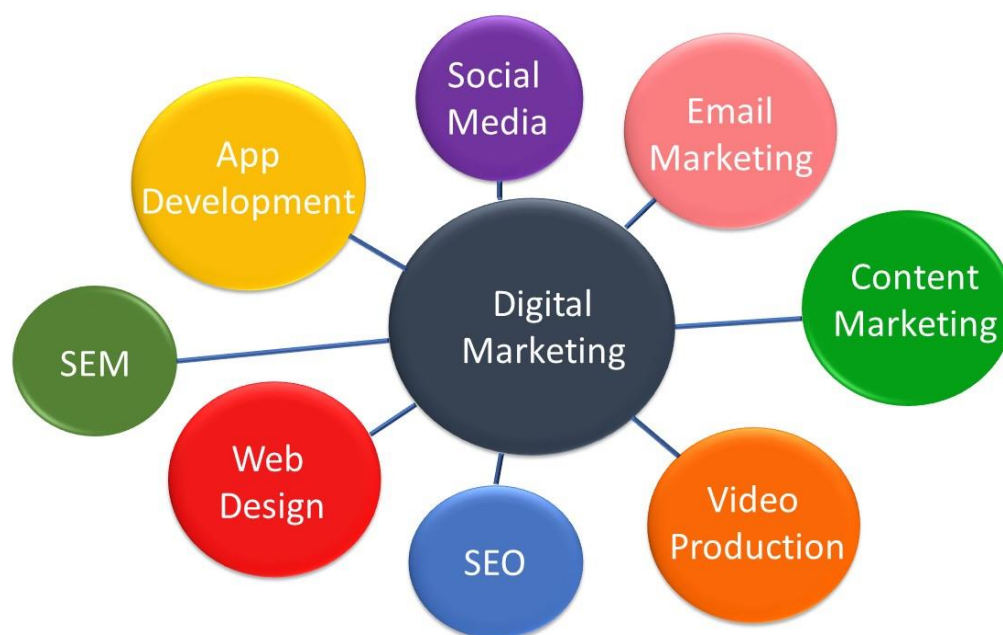 Social
Media
Email
Marketing
App
Development
Content
Marketing
Digital
Marketing
SEM
Web
Design
Video
Production
SEO